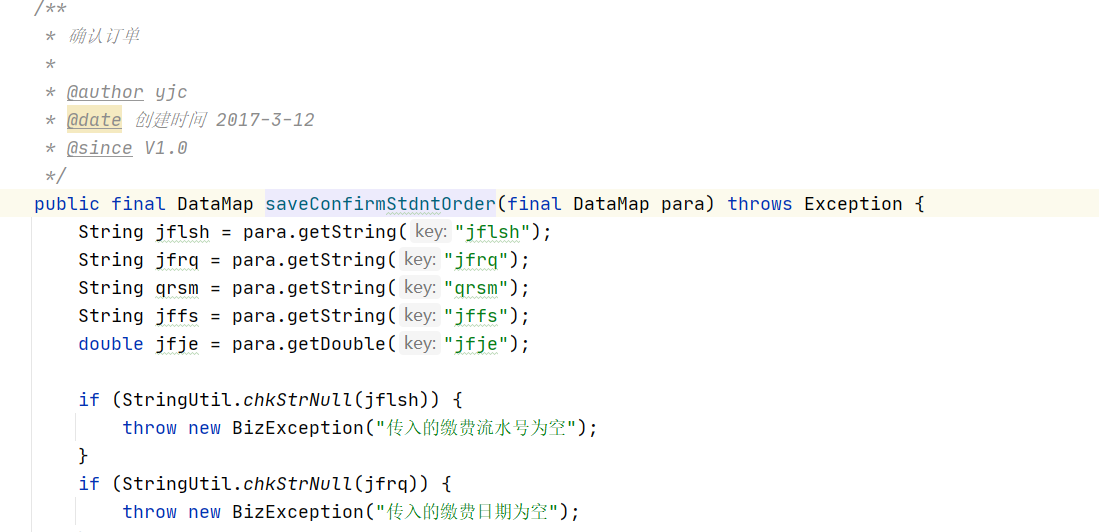 /**
* 确认订单
*
* @author yjc
* @date 创建时间 2017-3-12
* @since V1.0
*/
public final DataMap saveConfirmStdntOrder(final DataMap para) throws Exception {
String jflsh = para.getString( key: "jflsh");
String jfrq = para.getString( key: "jfrq");
String qrsm = para.getString( key: "qrsm");
String jffs = para.getString( key: "jffs");
double jfje = para.getDouble( key: "jfje");
if (StringUtil.chkStrNull(jflsh)) {
throw new BizException("传入的缴费流水号为空");
}
if (StringUtil.chkStrNull(jfrq)) {
throw new BizException("传入的缴费日期为空");